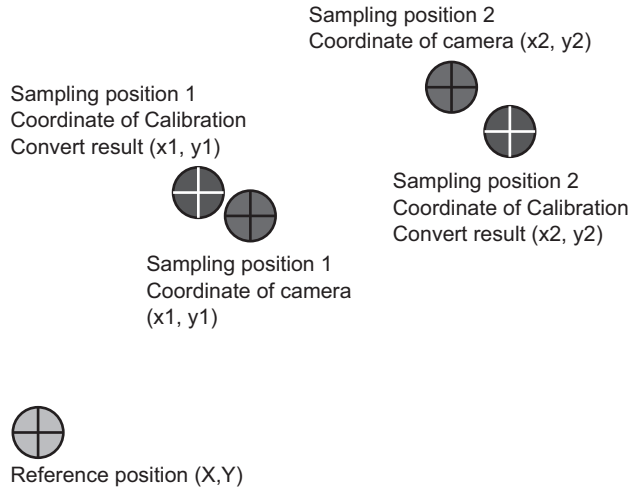 Sampling position 2
Coordinate of camera (x2, y2)
Sampling position 1
Coordinate of Calibration
Convert result (x1, y1)
Sampling position 2
Coordinate of Calibration
Convert result (x2, y2)
Sampling position 1
Coordinate of camera
(x1, y1)
Reference position (X,Y)